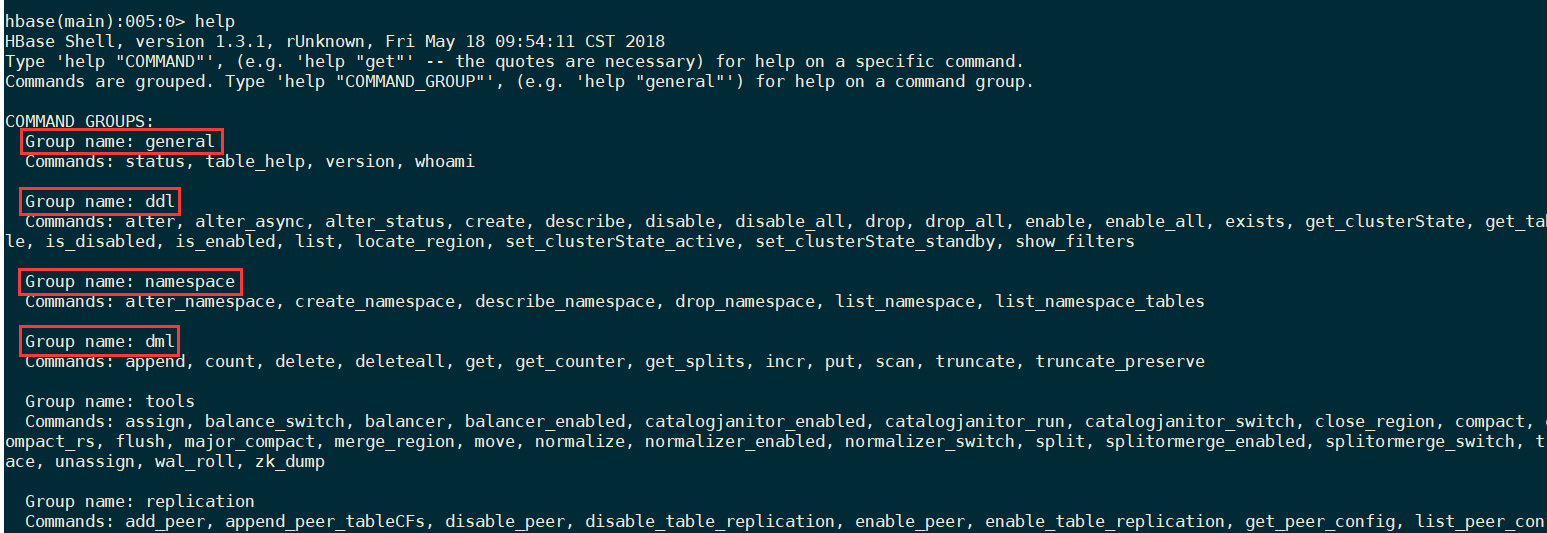 hbase(main):005:0> help
HBase Shell, version 1.3.1, rUnknown, Fri May 18 09:54:11 CST 2018
Type 'help "COMMAND"', (e.g. 'help "get"' -- the quotes are necessary) for help on a specific command.
Commands are grouped. Type 'help "COMMAND_GROUP"', (e.g. 'help "general"') for help on a command group.
COMMAND GROUPS:
Group name: general
Commands: status, table_help, version, whoami
Group name: ddl
Commands: alter, alter_async, alter_status, create, describe, disable, disable_all, drop, drop_all, enable, enable_all, exists, get_clusterState, get_tab
le, is_disabled, is_enabled, list, locate_region, set_clusterState_active, set_clusterState_standby, show_filters
Group name: namespace
Commands: alter_namespace, create_namespace, describe_namespace, drop_namespace, list_namespace, list_namespace_tables
Group name: dml
Commands: append, count, delete, deleteall, get, get_counter, get_splits, incr, put, scan, truncate, truncate_preserve
Group name: tools
Commands: assign, balance_switch, balancer, balancer_enabled, catalogjanitor_enabled, catalogjanitor_run, catalogjanitor_switch, close_region, compact, c
ompact_rs, flush, major_compact, merge_region, move, normalize, normalizer_enabled, normalizer_switch, split, splitormerge_enabled, splitormerge_switch, tr
ace, unassign, wal_roll, zk_dump
Group name: replication
Commands: add_peer, append_peer_tableCFs, disable_peer, disable_table_replication, enable_peer, enable_table_replication, get_peer_config, list_peer_con